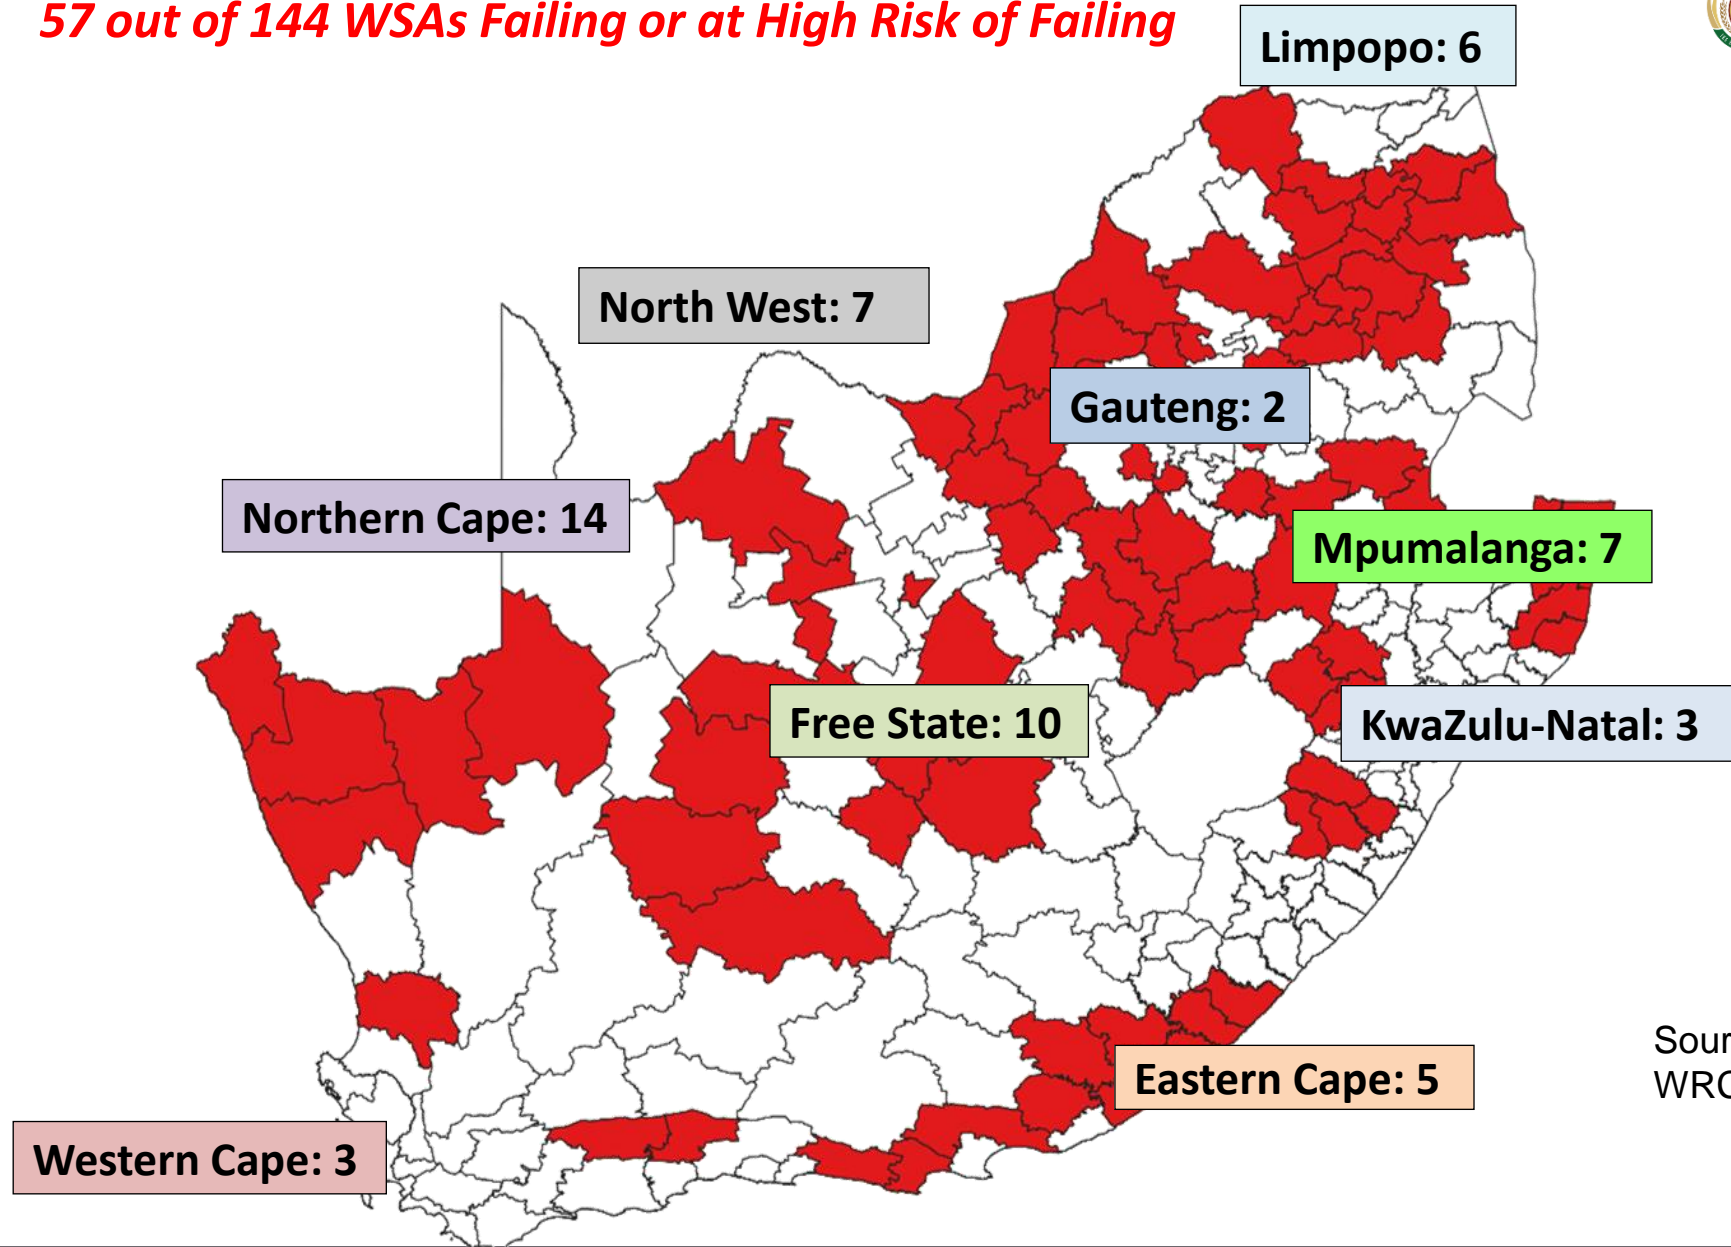 57 out of 144 WSAs Failing or at High Risk of Failing
Limpopo: 6
North West: 7
Gauteng: 2
Northern Cape: 14
Mpumalanga: 7
Free State: 10
KwaZulu-Natal: 3
Eastern Cape: 5
Western Cape: 3